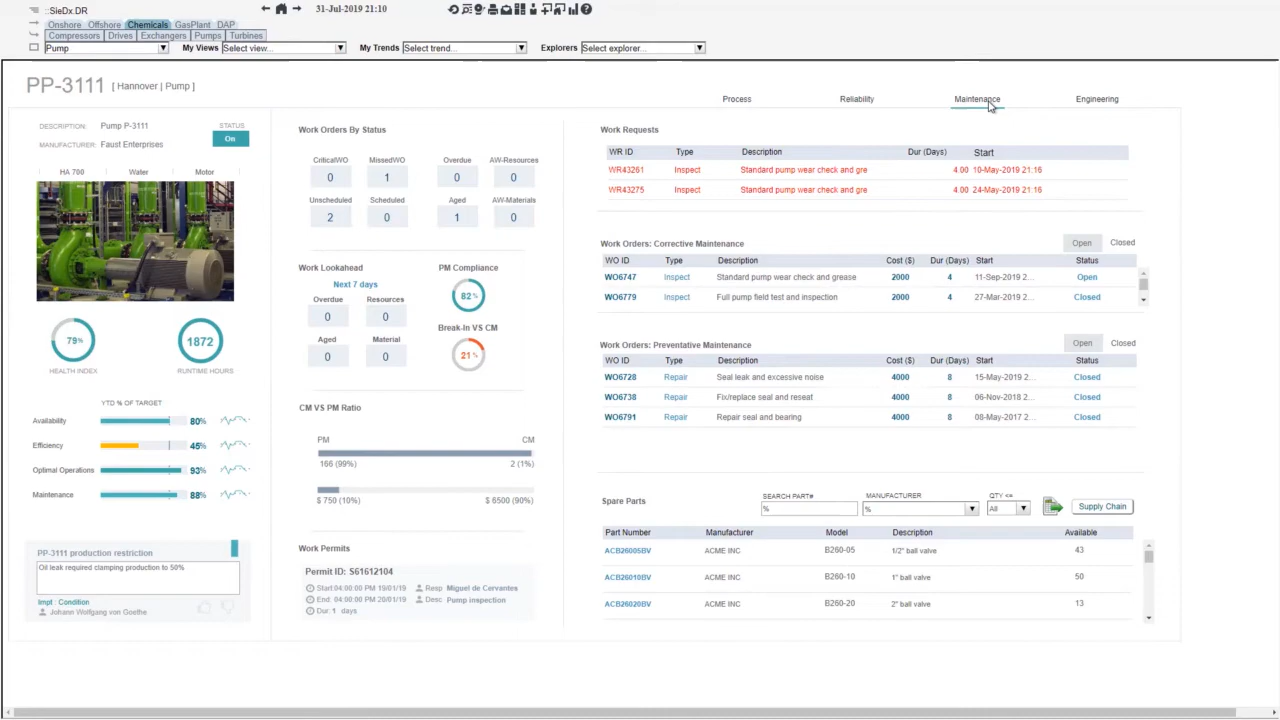 ::SieDx.DR
31-Jul-2019 21:10
Onshore Offshore Chemicals GasPlant DAP
Compressors Drives Exchangers Pumps Turbines
Pump My Views Select view... My Trends Select trend... Explorers Select explorer...
PP-3111 [ Hannover | Pump ]
Process Reliability Maintenance Engineering
DESCRIPTION: Pump P-3111
MANUFACTURER: Faust Enterprises
STATUS
On
HA 700 Water Motor
79%
HEALTH INDEX
1872
RUNTIME HOURS
YTD % OF TARGET
Availability 80%
Efficiency 45%
Optimal Operations 93%
Maintenance 88%
PP-3111 production restriction
Oil leak required clamping production to 50%
Impt : Condition
Johann Wolfgang von Goethe
Work Orders By Status
CriticalWO MissedWO Overdue AW-Resources
0 1 0 0
Unscheduled Scheduled Aged AW-Materials
2 0 1 0
Work Lookahead
Next 7 days
Overdue Resources
0 0
Aged Material
0 0
PM Compliance
82%
Break-In VS CM
21%
CM VS PM Ratio
PM CM
166 (99%) 2 (1%)
$ 750 (10%) $ 6500 (90%)
Work Permits
Permit ID: S61612104
Start:04:00:00 PM 19/01/19 Resp Miguel de Cervantes
End: 04:00:00 PM 20/01/19 Desc Pump inspection
Dur: 1 days
Work Requests
WR ID Type Description Dur (Days) Start
WR43261 Inspect Standard pump wear check and gre 4.00 10-May-2019 21:16
WR43275 Inspect Standard pump wear check and gre 4.00 24-May-2019 21:16
Work Orders: Corrective Maintenance Open Closed
WO ID Type Description Cost ($) Dur (Days) Start Status
WO6747 Inspect Standard pump wear check and grease 2000 4 11-Sep-2019 2... Open
WO6779 Inspect Full pump field test and inspection 2000 4 27-Mar-2019 2... Closed
Work Orders: Preventative Maintenance Open Closed
WO ID Type Description Cost ($) Dur (Days) Start Status
WO6728 Repair Seal leak and excessive noise 4000 8 15-May-2019 2... Closed
WO6738 Repair Fix/replace seal and reseat 4000 8 06-Nov-2018 2... Closed
WO6791 Repair Repair seal and bearing 4000 8 08-May-2017 2... Closed
Spare Parts
SEARCH PART# MANUFACTURER QTY <=
% % All Supply Chain
Part Number Manufacturer Model Description Available
ACB26005BV ACME INC B260-05 1/2" ball valve 43
ACB26010BV ACME INC B260-10 1" ball valve 50
ACB26020BV ACME INC B260-20 2" ball valve 13